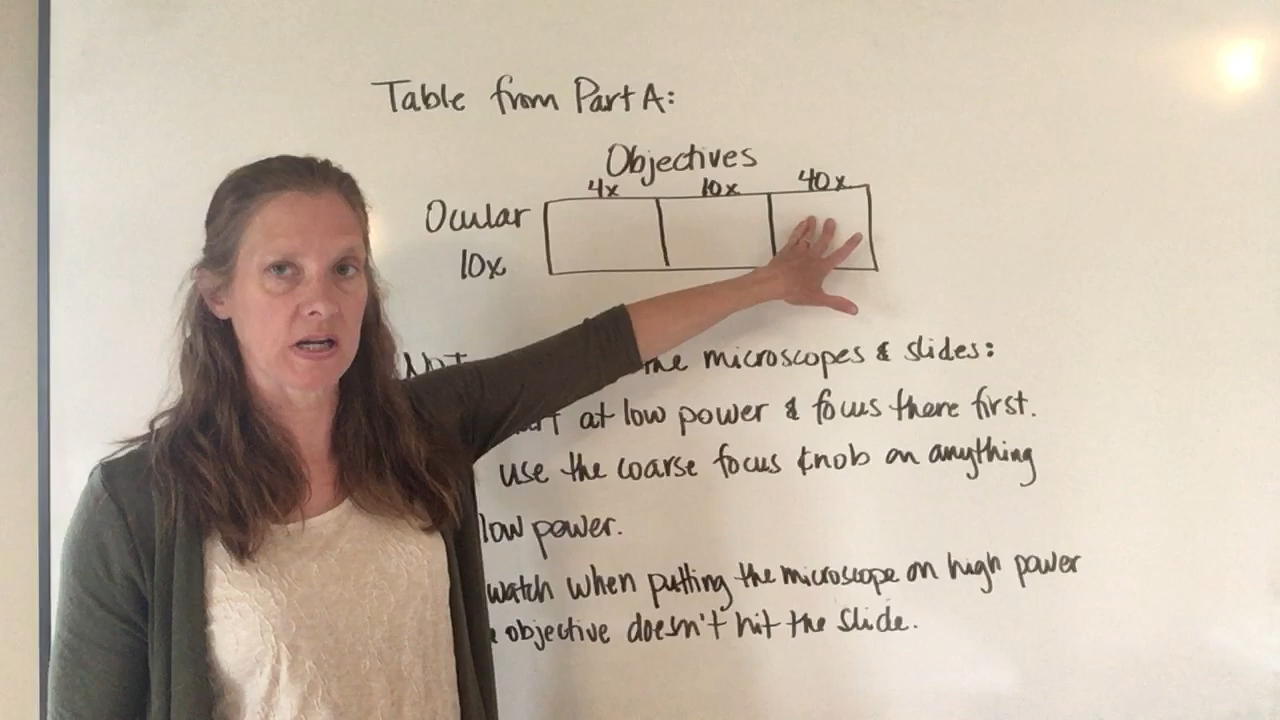 Table from Part A:
Objectives
4x 10x 40x
Ocular
10x
microscopes & slides:
at low power & focus there first.
use the coarse focus knob on anything
low power.
watch when putting the microscope on high power
objective doesn't hit the slide.